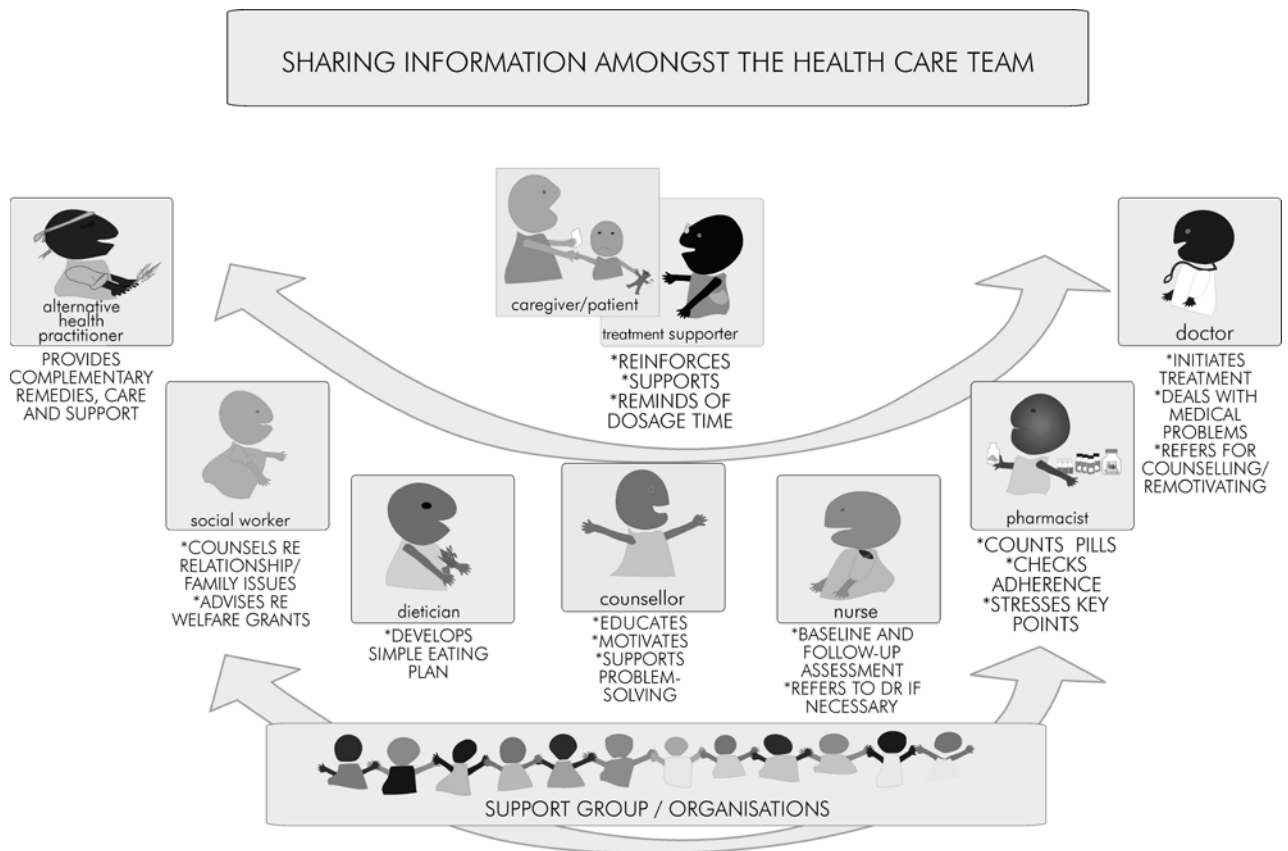 SHARING INFORMATION AMONGST THE HEALTH CARE TEAM
alternative
health
practitioner
PROVIDES
COMPLEMENTARY
REMEDIES, CARE
AND SUPPORT
caregiver/patient
treatment supporter
*REINFORCES
*SUPPORTS
*REMINDS OF
DOSAGE TIME
doctor
*INITIATES
TREATMENT
*DEALS WITH
MEDICAL
PROBLEMS
*REFERS FOR
COUNSELLING/
REMOTIVATING
social worker
*COUNSELS RE
RELATIONSHIP/
FAMILY ISSUES
*ADVISES RE
WELFARE GRANTS
dietician
*DEVELOPS
SIMPLE EATING
PLAN
counsellor
*EDUCATES
*MOTIVATES
*SUPPORTS
PROBLEM-
SOLVING
nurse
*BASELINE AND
FOLLOW-UP
ASSESSMENT
*REFERS TO DR IF
NECESSARY
pharmacist
*COUNTS PILLS
*CHECKS
ADHERENCE
*STRESSES KEY
POINTS
SUPPORT GROUP / ORGANISATIONS